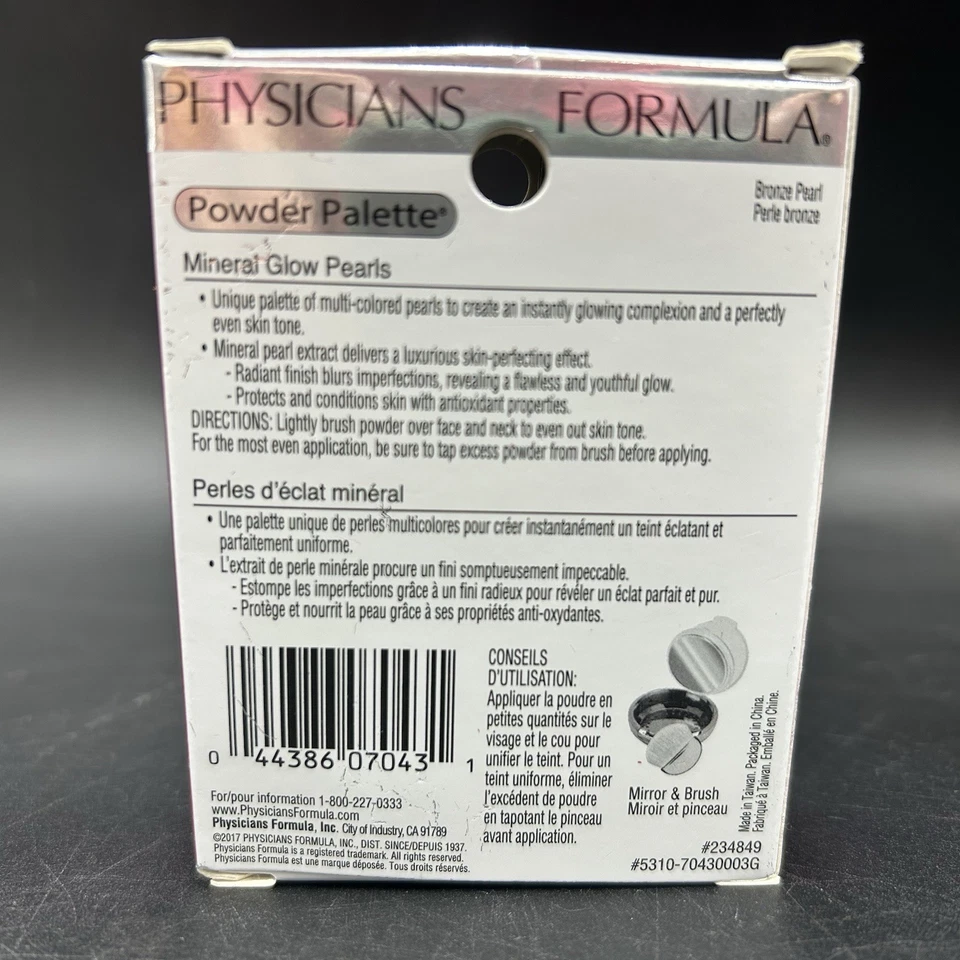 PHYSICIANS FORMULA®
Bronze Pearl
Perle bronze
Powder Palette®
Mineral Glow Pearls
• Unique palette of multi-colored pearls to create an instantly glowing complexion and a perfectly
even skin tone.
• Mineral pearl extract delivers a luxurious skin-perfecting effect.
- Radiant finish blurs imperfections, revealing a flawless and youthful glow.
- Protects and conditions skin with antioxidant properties.
DIRECTIONS: Lightly brush powder over face and neck to even out skin tone.
For the most even application, be sure to tap excess powder from brush before applying.
Perles d'éclat minéral
• Une palette unique de perles multicolores pour créer instantanément un teint éclatant et
parfaitement uniforme.
• L'extrait de perle minérale procure un fini somptueusement impeccable.
- Estompe les imperfections grâce à un fini radieux pour révéler un éclat parfait et pur.
- Protège et nourrit la peau grâce à ses propriétés anti-oxydantes.
0 44386 07043 1
For/pour information 1-800-227-0333
www.PhysiciansFormula.com
Physicians Formula, Inc. City of Industry, CA 91789
©2017 PHYSICIANS FORMULA, INC., DIST. SINCE/DEPUIS 1937.
Physicians Formula is a registered trademark. All rights reserved.
Physicians Formula est une marque déposée. Tous droits réservés.
CONSEILS
D'UTILISATION:
Appliquer la poudre en
petites quantités sur le
visage et le cou pour
unifier le teint. Pour un
teint uniforme, éliminer
l'excédent de poudre
en tapotant le pinceau
avant application.
Mirror & Brush
Miroir et pinceau
Made in Taiwan. Packaged in China.
Fabriqué à Taiwan. Emballé en Chine.
#234849
#5310-70430003G